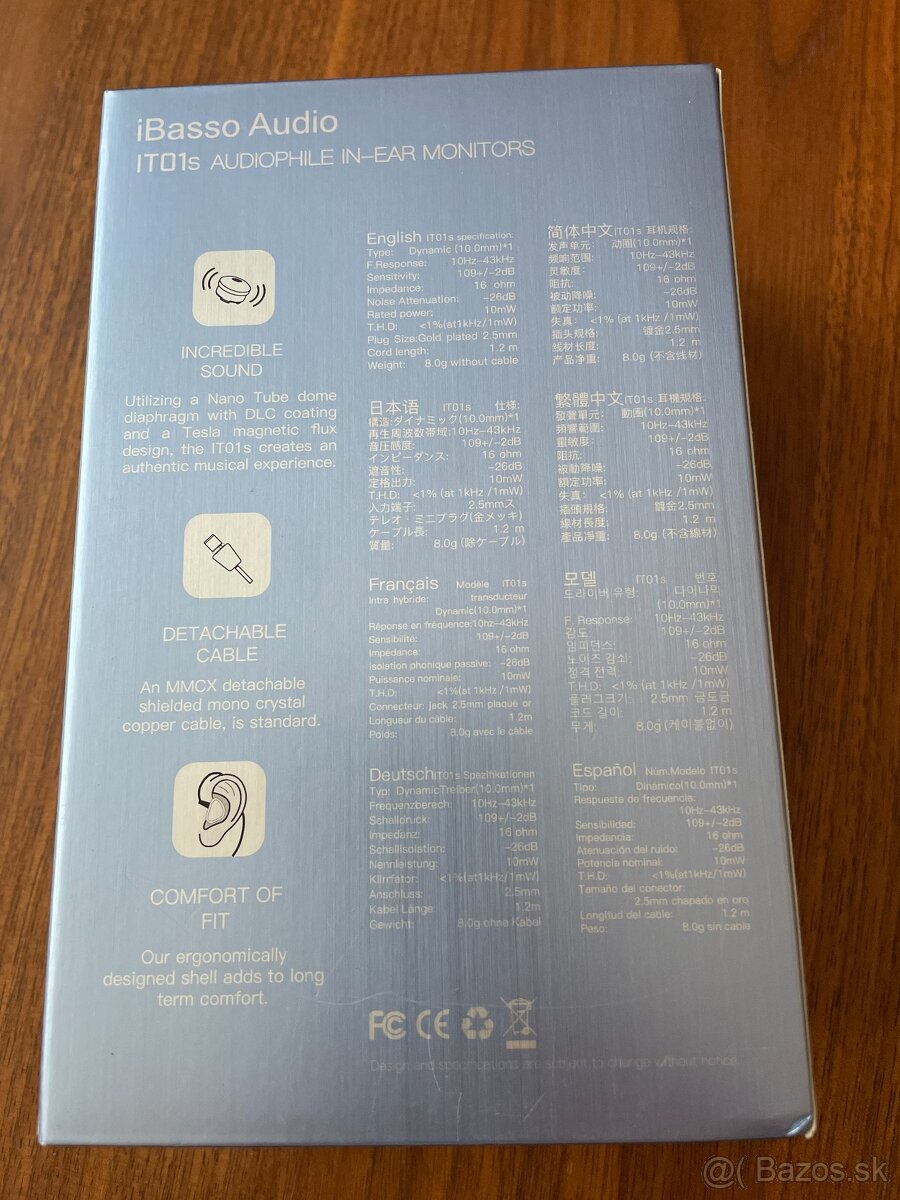 iBasso Audio
IT01s AUDIOPHILE IN-EAR MONITORS
INCREDIBLE
SOUND
Utilizing a Nano Tube dome
diaphragm with DLC coating
and a Tesla magnetic flux
design, the IT01s creates an
authentic musical experience.
DETACHABLE
CABLE
An MMCX detachable
shielded mono crystal
copper cable, is standard.
COMFORT OF
FIT
Our ergonomically
designed shell adds to long
term comfort.
English IT01s specification:
Type: Dynamic (10.0mm)*1
F.Response: 10Hz-43kHz
Sensitivity: 109+/-2dB
Impedance: 16 ohm
Noise Attenuation: -26dB
Rated power: 10mW
T.H.D: <1%(at1kHz/1mW)
Plug Size:Gold plated 2.5mm
Cord length: 1.2 m
Weight: 8.0g without cable
简体中文IT01s 耳机规格:
发声单元: 动圈(10.0mm)*1
频响范围: 10Hz-43kHz
灵敏度: 109+/-2dB
阻抗: 16 ohm
被动降噪: -26dB
额定功率: 10mW
失真: <1% (at 1kHz /1mW)
插头规格: 镀金2.5mm
线材长度: 1.2 m
产品净重: 8.0g (不含线材)
日本语 IT01s 仕様:
構造:ダイナミック(10.0mm)*1
再生周波数帯域:10Hz-43kHz
音圧感度: 109+/-2dB
インピーダンス: 16 ohm
遮音性: -26dB
定格出力: 10mW
T.H.D: <1% (at 1kHz /1mW)
入力端子: 2.5mmス
テレオ・ミニプラグ(金メッキ)
ケーブル長: 1.2 m
質量: 8.0g (除ケーブル)
繁體中文IT01s 耳機規格:
發聲單元: 動圈(10.0mm)*1
頻響範圍: 10Hz-43kHz
靈敏度: 109+/-2dB
阻抗: 16 ohm
被動降噪: -26dB
額定功率: 10mW
失真: <1% (at 1kHz /1mW)
插頭規格: 鍍金2.5mm
線材長度: 1.2 m
產品淨重: 8.0g (不含線材)
Français Modèle IT01s
Intra hybride: transducteur
Dynamic(10.0mm)*1
Réponse en fréquence:10hz-43kHz
Sensibilité: 109+/-2dB
Impedance: 16 ohm
isolation phonique passive: -26dB
Puissance nominale: 10mW
T.H.D: <1%(at 1kHz /1mW)
Connecteur: jack 2.5mm plaqué or
Longueur du câble: 1.2m
Poids: 8.0g avec le câble
모델 IT01s 번호
드라이버 유형: 다이나믹
(10.0mm)*1
F. Response: 10Hz-43kHz
감도: 109+/-2dB
임피던스: 16 ohm
노이즈 감쇠: -26dB
정격 전력: 10mW
T.H.D: <1% (at 1kHz /1mW)
플러그크기: 2.5mm 금도금
코드 길이: 1.2 m
무게: 8.0g (케이블없이)
Deutsch IT01s Spezifikationen
Typ: DynamicTreiber(10.0mm)*1
Frequenzberech: 10Hz-43kHz
Schalldruck: 109+/-2dB
Impedanz: 16 ohm
Schallisolation: -26dB
Nennleistung: 10mW
Klirrfator: <1%(at1kHz/1mW)
Anschluss: 2.5mm
Kabel Länge: 1.2m
Gewicht: 8.0g ohne Kabel
Español Núm.Modelo IT01s
Tipo: Dinámico(10.0mm)*1
Respuesta de frecuencia:
10Hz-43kHz
Sensibilidad: 109+/-2dB
Impedancia: 16 ohm
Atenuación del ruido: -26dB
Potencia nominal: 10mW
T.H.D: <1%(at1kHz/1mW)
Tamaño del conector:
2.5mm chapado en oro
Longitud del cable: 1.2 m
Peso: 8.0g sin cable
FC CE
Design and specifications are subject to change without notice.
@( Bazos.sk